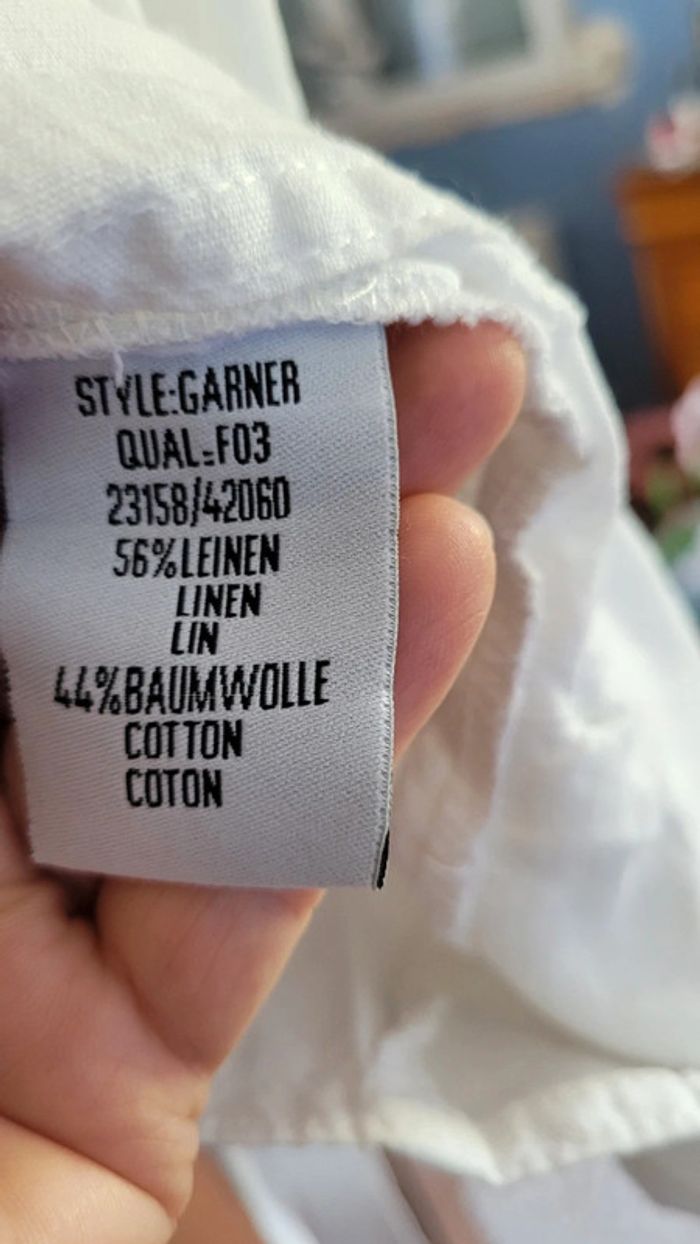 STYLE:GARNER
QUAL=F03
23158/42060
56%LEINEN
LINEN
LIN
44%BAUMWOLLE
COTTON
COTON